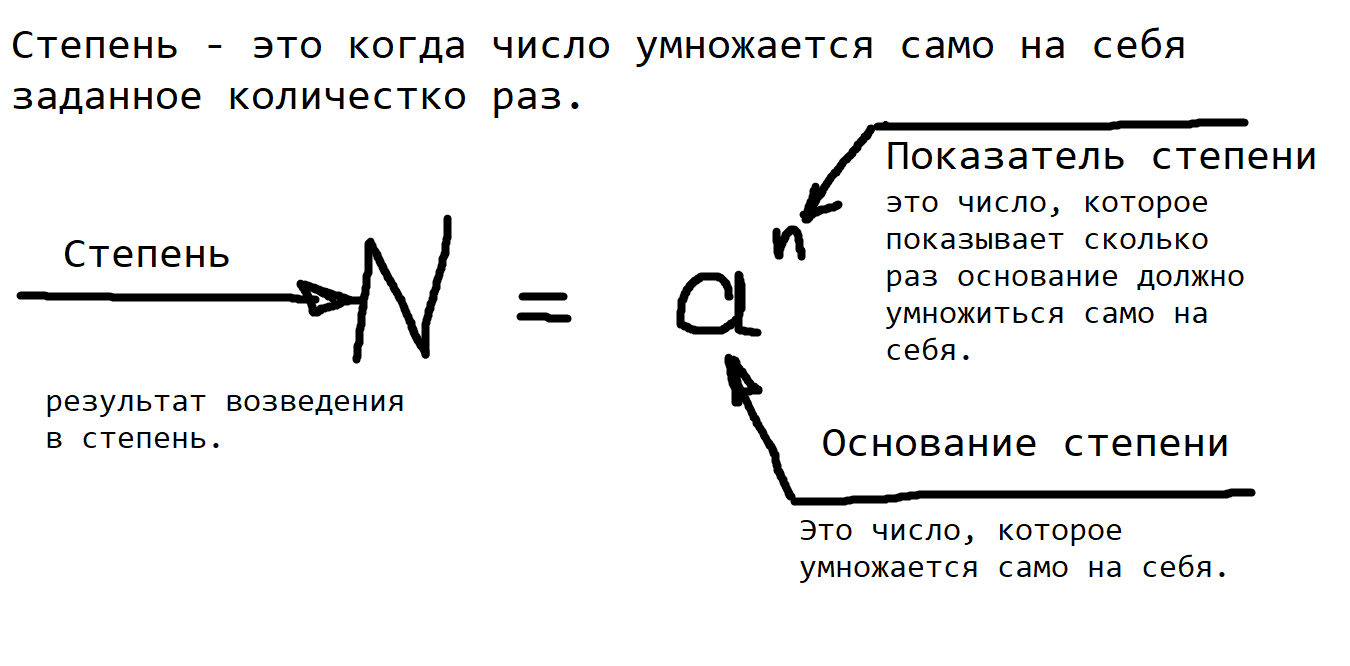 Степень - это когда число умножается само на себя
заданное количестко раз.
Показатель степени
это число, которое
показывает сколько
раз основание должно
умножиться само на
себя.
Степень
N = a^n
результат возведения
в степень.
Основание степени
Это число, которое
умножается само на себя.